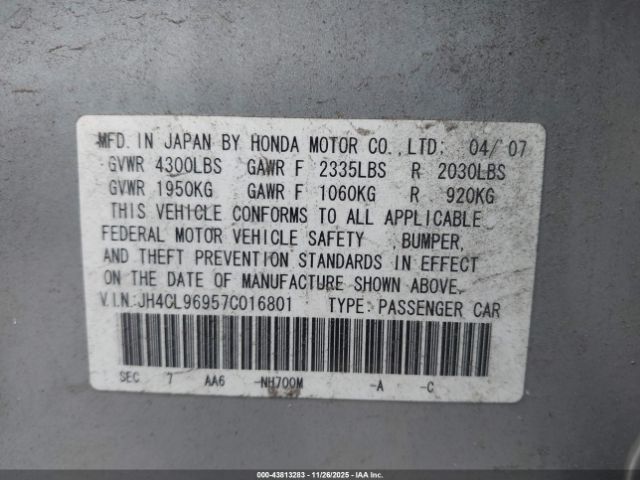 MFD. IN JAPAN BY HONDA MOTOR CO.,LTD: 04/ 07
GVWR 4300LBS GAWR F 2335LBS R 2030LBS
GVWR 1950KG GAWR F 1060KG R 920KG
THIS VEHICLE CONFORMS TO ALL APPLICABLE
FEDERAL MOTOR VEHICLE SAFETY , BUMPER,
AND THEFT PREVENTION STANDARDS IN EFFECT
ON THE DATE OF MANUFACTURE SHOWN ABOVE.
V.I.N:JH4CL96957C016801 TYPE: PASSENGER CAR
SEC 7 AA6 -NH700M -A -C
000-43813283 - 11/26/2025 - IAAI.COM